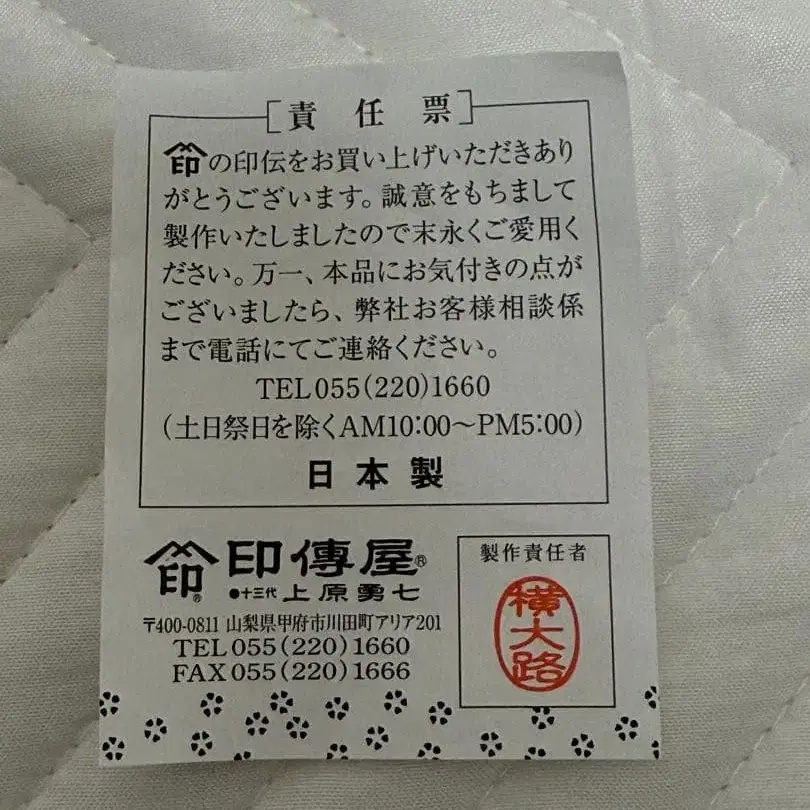 責任票
印の印伝をお買い上げいただきあり
がとうございます。誠意をもちまして
製作いたしましたので末永くご愛用く
ださい。万一、本品にお気付きの点が
ございましたら、弊社お客様相談係
まで電話にてご連絡ください。
TEL055(220)1660
(土日祭日を除くAM10:00〜PM5:00)
日本製
印 ® 印傳屋®
●十三代 上原勇七
〒400-0811 山梨県甲府市川田町アリア201
TEL055(220)1660
FAX055(220)1666
製作責任者
横大路